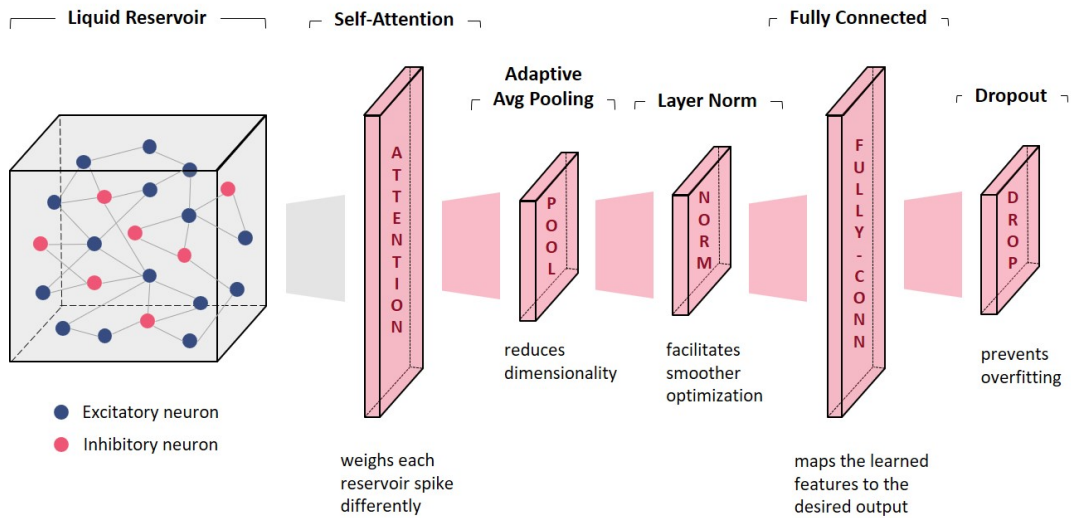 Liquid Reservoir
Self-Attention
Adaptive
Avg Pooling
Layer Norm
Fully Connected
Dropout
ATTENTION
POOL
NORM
FULLY-CONN
DROP
reduces
dimensionality
facilitates
smoother
optimization
prevents
overfitting
Excitatory neuron
Inhibitory neuron
weighs each
reservoir spike
differently
maps the learned
features to the
desired output